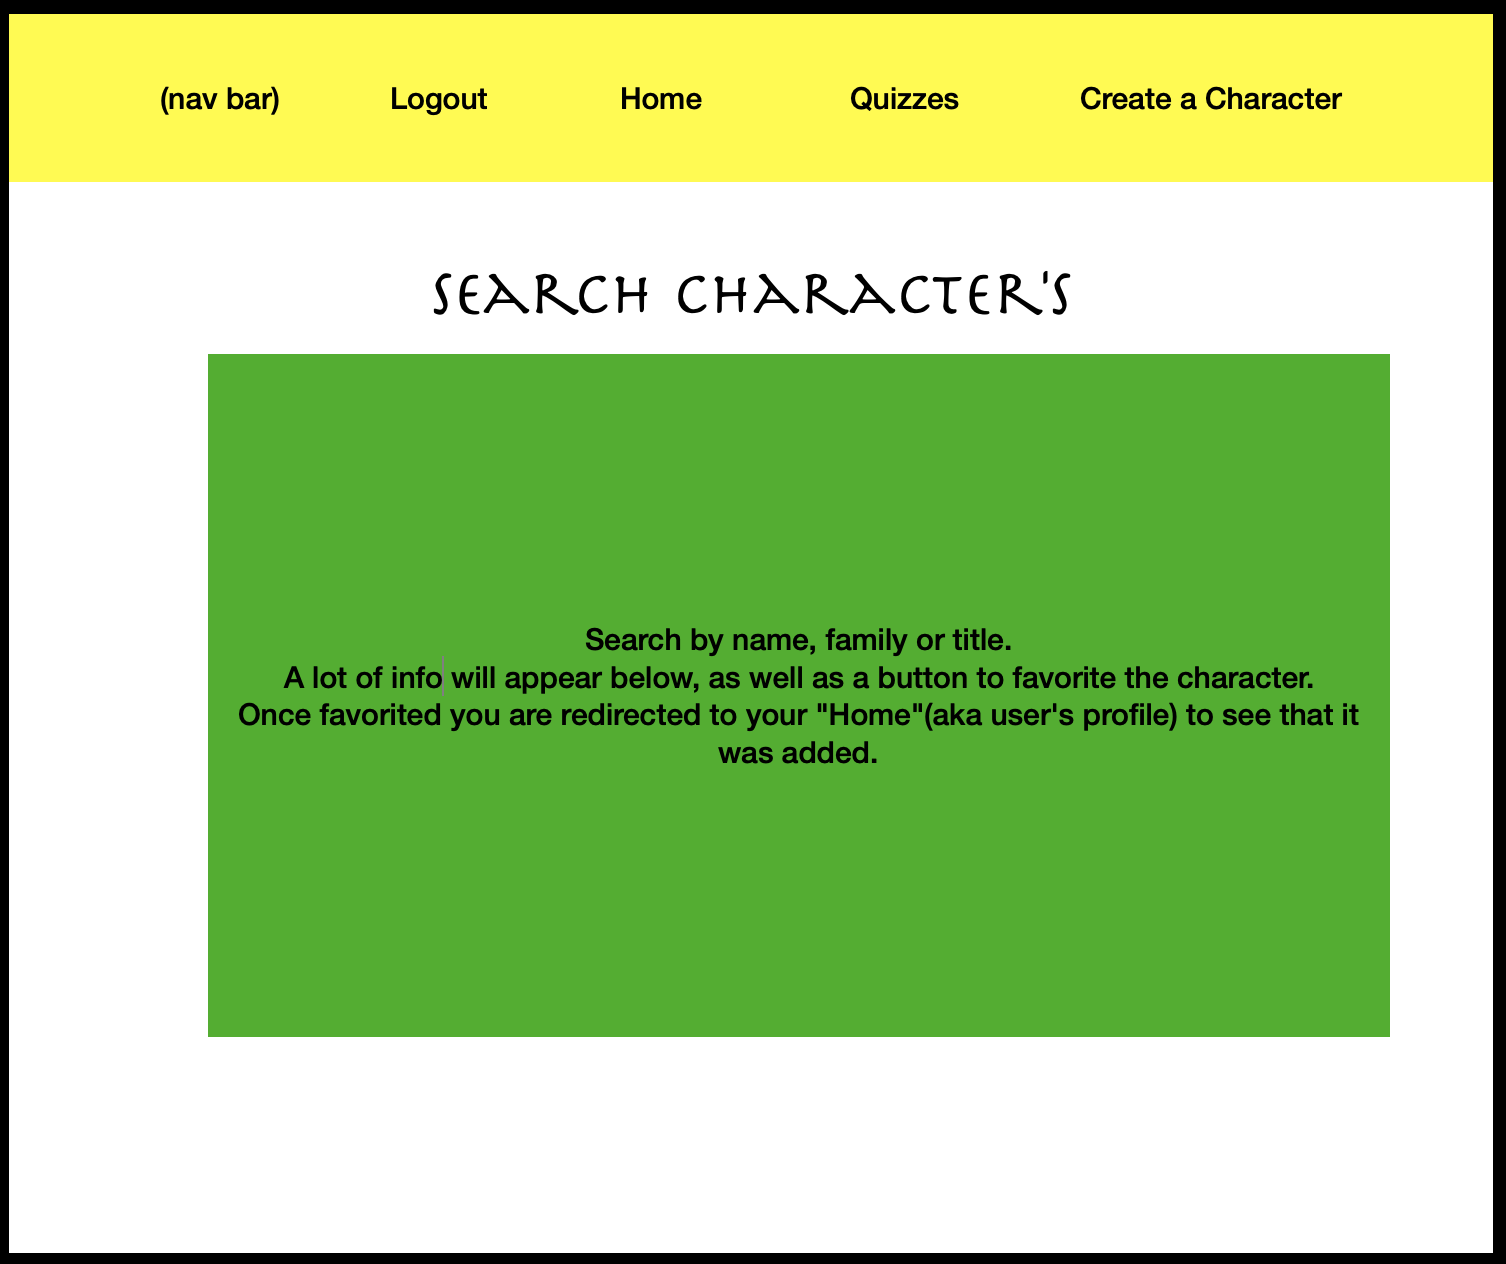 (nav bar) Logout Home Quizzes Create a Character
SEARCH CHARACTER'S
Search by name, family or title.
A lot of info will appear below, as well as a button to favorite the character.
Once favorited you are redirected to your "Home"(aka user's profile) to see that it
was added.